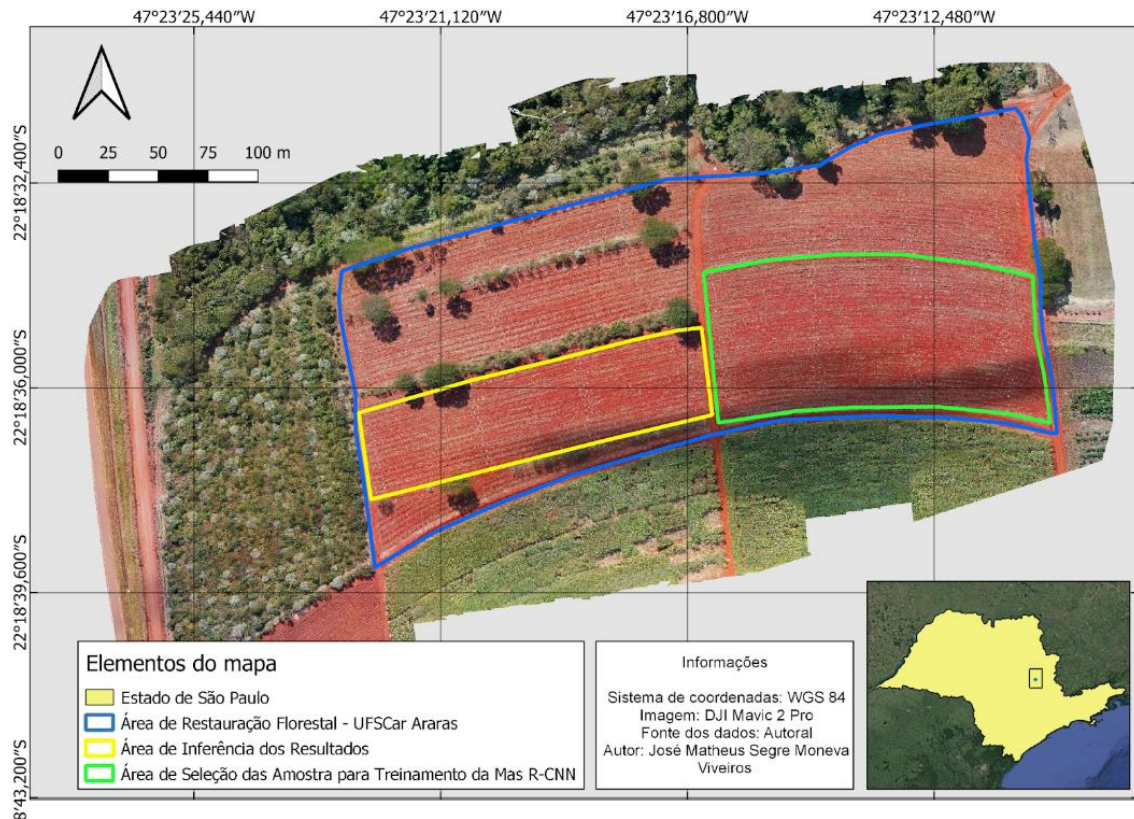 47°23′25,440″W 47°23′21,120″W 47°23′16,800″W 47°23′12,480″W
22°18′32,400″S
22°18′36,000″S
22°18′39,600″S
8°43,200″S
0 25 50 75 100 m
Elementos do mapa
Estado de São Paulo
Área de Restauração Florestal - UFSCar Araras
Área de Inferência dos Resultados
Área de Seleção das Amostra para Treinamento da Mas R-CNN
Informações
Sistema de coordenadas: WGS 84
Imagem: DJI Mavic 2 Pro
Fonte dos dados: Autoral
Autor: José Matheus Segre Moneva
Viveiros